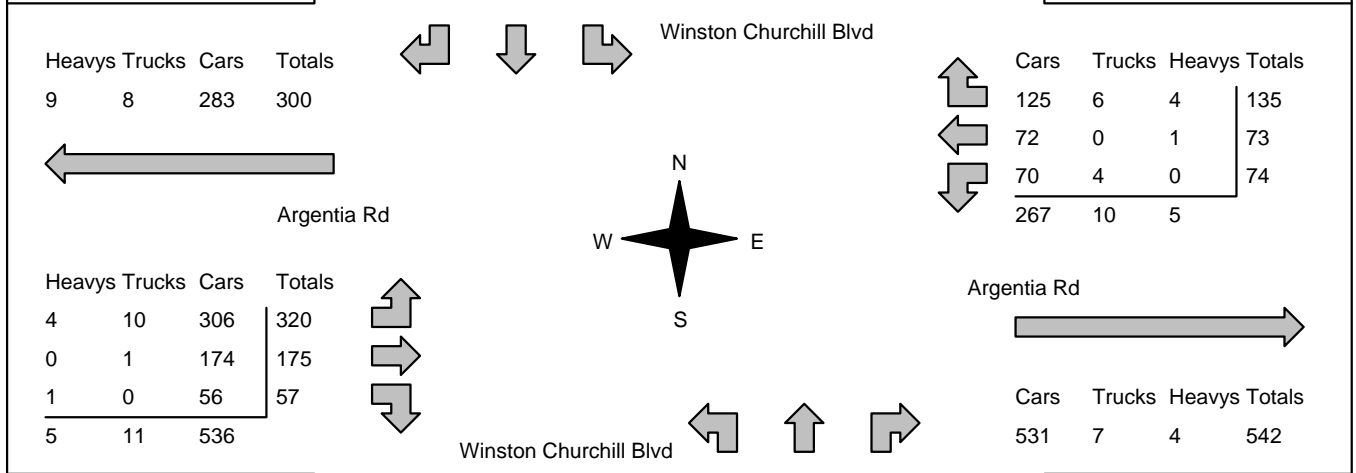 Winston Churchill Blvd
Heavys Trucks Cars Totals
9 8 283 300
Cars Trucks Heavys Totals
125 6 4 135
72 0 1 73
70 4 0 74
267 10 5
Argentia Rd
N
W E
S
Heavys Trucks Cars Totals
4 10 306 320
0 1 174 175
1 0 56 57
5 11 536
Argentia Rd
Cars Trucks Heavys Totals
531 7 4 542
Winston Churchill Blvd